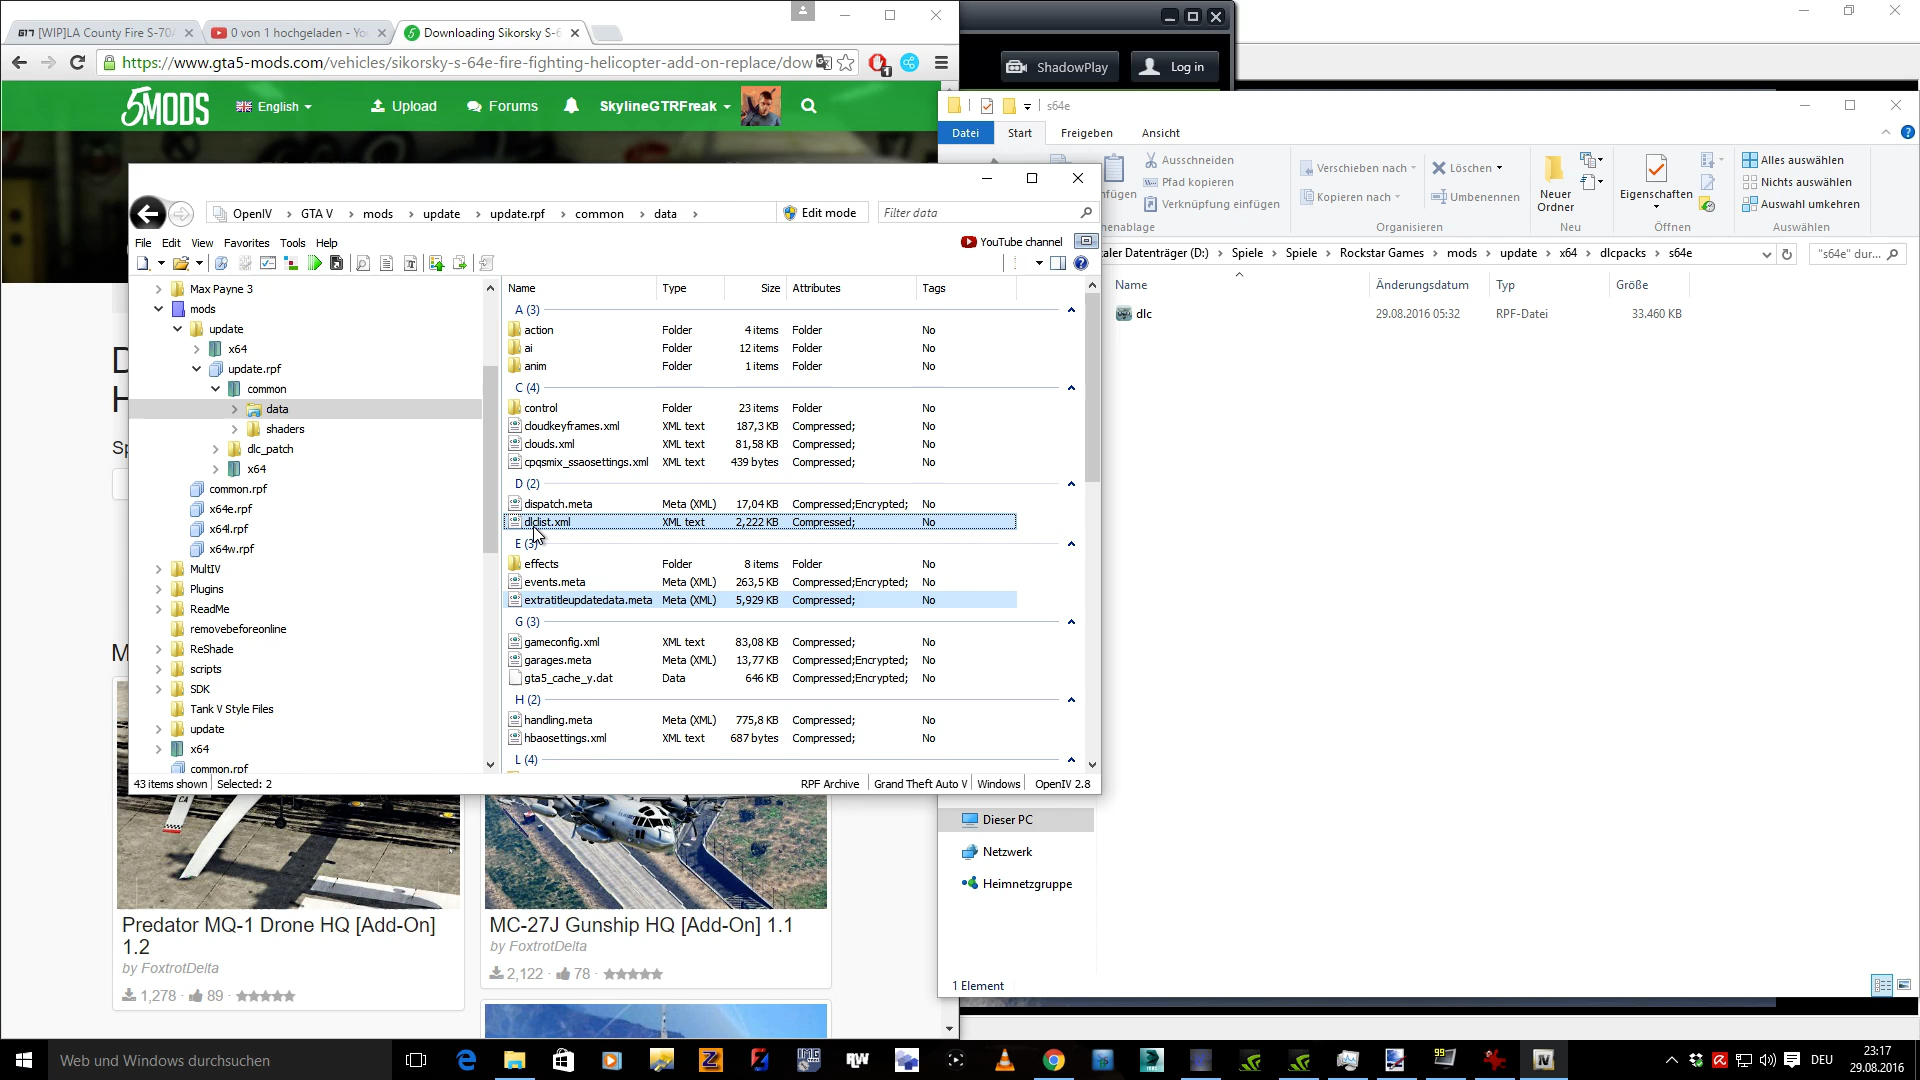 [WIP]LA County Fire S-70
0 von 1 hochgeladen - Yo
Downloading Sikorsky S-6
https://www.gta5-mods.com/vehicles/sikorsky-s-64e-fire-fighting-helicopter-add-on-replace/dow
5MODS
English
Upload
Forums
SkylineGTRFreak
ShadowPlay
Log in
s64e
Datei
Start
Freigeben
Ansicht
Ausschneiden
Pfad kopieren
Verknüpfung einfügen
Verschieben nach
Kopieren nach
Löschen
Umbenennen
Neuer
Ordner
Eigenschaften
Alles auswählen
Nichts auswählen
Auswahl umkehren
Organisieren
Neu
Öffnen
Auswählen
aler Datenträger (D:) Spiele Spiele Rockstar Games mods update x64 dlcpacks s64e
"s64e" dur...
Name Änderungsdatum Typ Größe
dlc 29.08.2016 05:32 RPF-Datei 33.460 KB
Dieser PC
Netzwerk
Heimnetzgruppe
1 Element
OpenIV GTA V mods update update.rpf common data
Edit mode
Filter data
File Edit View Favorites Tools Help
YouTube channel
Max Payne 3
mods
update
x64
update.rpf
common
data
shaders
dlc_patch
x64
common.rpf
x64e.rpf
x64l.rpf
x64w.rpf
MultIV
Plugins
ReadMe
removebeforeonline
ReShade
scripts
SDK
Tank V Style Files
update
x64
common.rpf
Name Type Size Attributes Tags
A (3)
action Folder 4 items Folder No
ai Folder 12 items Folder No
anim Folder 1 items Folder No
C (4)
control Folder 23 items Folder No
cloudkeyframes.xml XML text 187,3 KB Compressed; No
clouds.xml XML text 81,58 KB Compressed; No
cpqsmix_ssaosettings.xml XML text 439 bytes Compressed; No
D (2)
dispatch.meta Meta (XML) 17,04 KB Compressed;Encrypted; No
dlclist.xml XML text 2,222 KB Compressed; No
E (3)
effects Folder 8 items Folder No
events.meta Meta (XML) 263,5 KB Compressed;Encrypted; No
extratitleupdatedata.meta Meta (XML) 5,929 KB Compressed; No
G (3)
gameconfig.xml XML text 83,08 KB Compressed; No
garages.meta Meta (XML) 13,77 KB Compressed;Encrypted; No
gta5_cache_y.dat Data 646 KB Compressed;Encrypted; No
H (2)
handling.meta Meta (XML) 775,8 KB Compressed; No
hbaosettings.xml XML text 687 bytes Compressed; No
L (4)
43 items shown Selected: 2
RPF Archive Grand Theft Auto V Windows OpenIV 2.8
Predator MQ-1 Drone HQ [Add-On]
1.2
by FoxtrotDelta
1,278 · 89 ·
MC-27J Gunship HQ [Add-On] 1.1
by FoxtrotDelta
2,122 · 78 ·
Web und Windows durchsuchen
DEU
23:17
29.08.2016